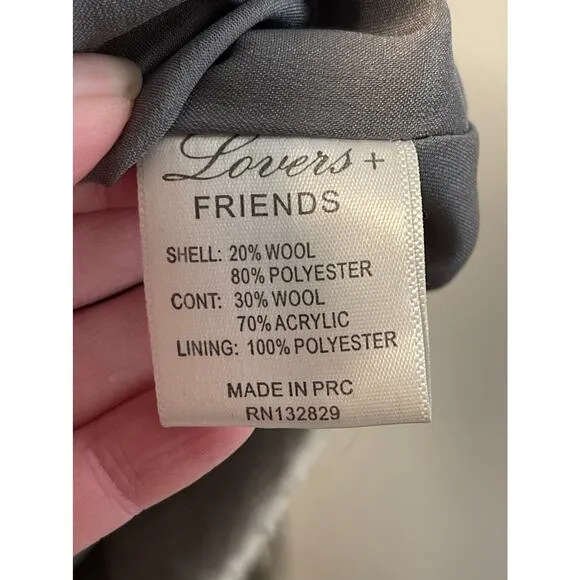 Lovers +
FRIENDS
SHELL: 20% WOOL
80% POLYESTER
CONT: 30% WOOL
70% ACRYLIC
LINING: 100% POLYESTER
MADE IN PRC
RN132829